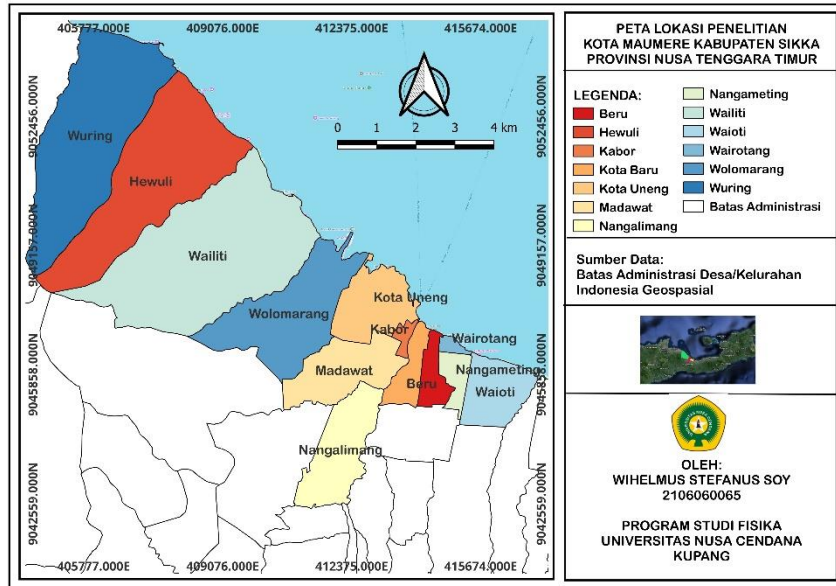 405777.000E 409076.000E 412375.000E 415674.000E
9052456.000N
9049157.000N
9045858.000N
9042559.000N
Wuring
Hewuli
Wailiti
Wolomarang
Kota Uneng
Kabor
Wairotang
Madawat
Beru
Nangameting
Waioti
Nangalimang
0 1 2 3 4 km
9052456.000N
9049157.000N
9045858.000N
9042559.000N
405777.000E 409076.000E 412375.000E 415674.000E
PETA LOKASI PENELITIAN
KOTA MAUMERE KABUPATEN SIKKA
PROVINSI NUSA TENGGARA TIMUR
LEGENDA:
Beru
Hewuli
Kabor
Kota Baru
Kota Uneng
Madawat
Nangalimang
Nangameting
Wailiti
Waioti
Wairotang
Wolomarang
Wuring
Batas Administrasi
Sumber Data:
Batas Administrasi Desa/Kelurahan
Indonesia Geospasial
OLEH:
WIHELMUS STEFANUS SOY
2106060065
PROGRAM STUDI FISIKA
UNIVERSITAS NUSA CENDANA
KUPANG